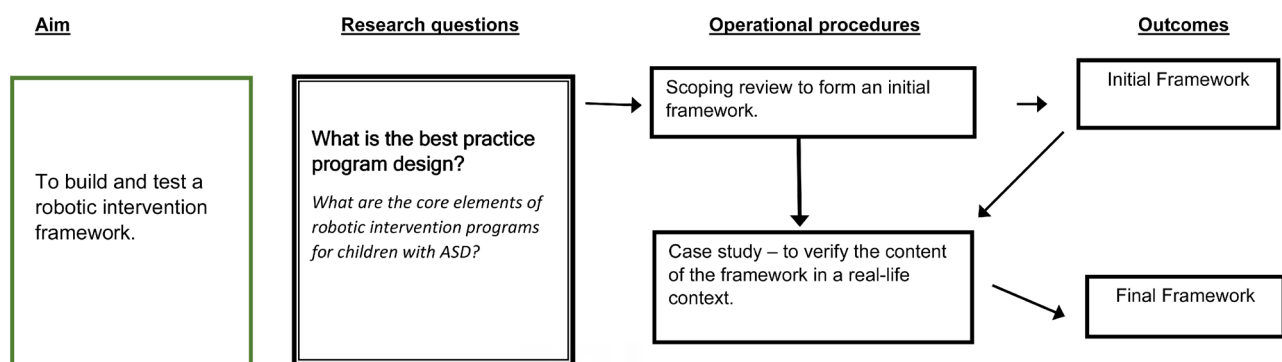 Aim
Research questions
Operational procedures
Outcomes
To build and test a
robotic intervention
framework.
What is the best practice
program design?
What are the core elements of
robotic intervention programs
for children with ASD?
Scoping review to form an initial
framework.
Initial Framework
Case study – to verify the content
of the framework in a real-life
context.
Final Framework